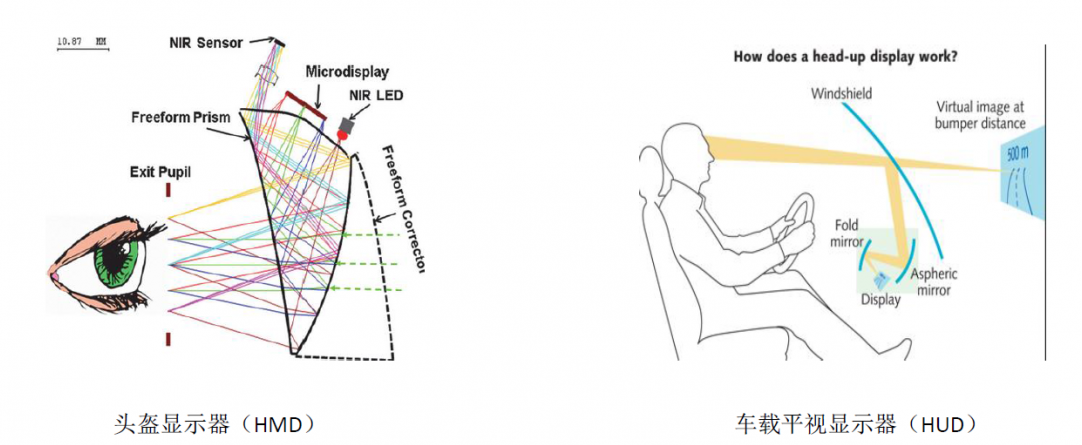 10.87 MM
NIR Sensor
Microdisplay
NIR LED
Freeform Prism
Exit Pupil
Freeform Corrector
How does a head-up display work?
Windshield
Virtual image at
bumper distance
500 m
Fold
mirror
Aspheric
mirror
Display
头盔显示器（HMD）
车载平视显示器（HUD）